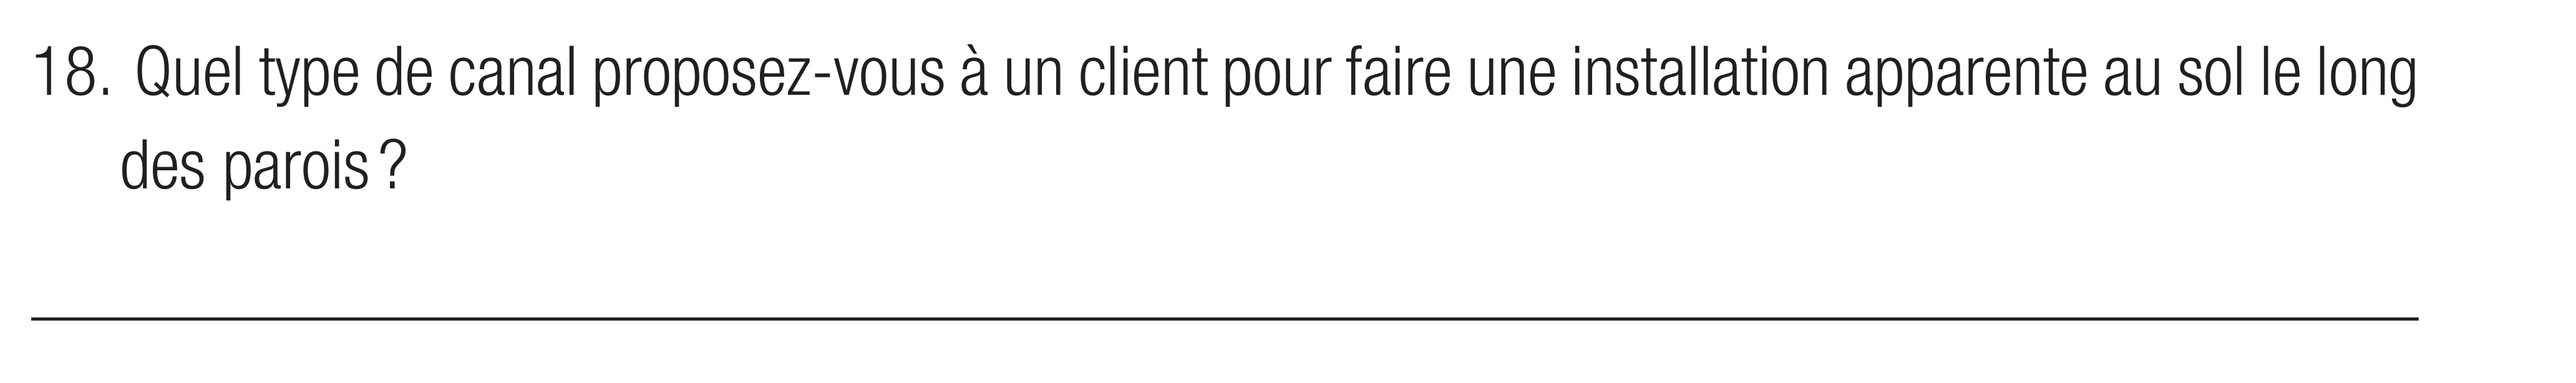 18. Quel type de canal proposez-vous à un client pour faire une installation apparente au sol le long
des parois ?